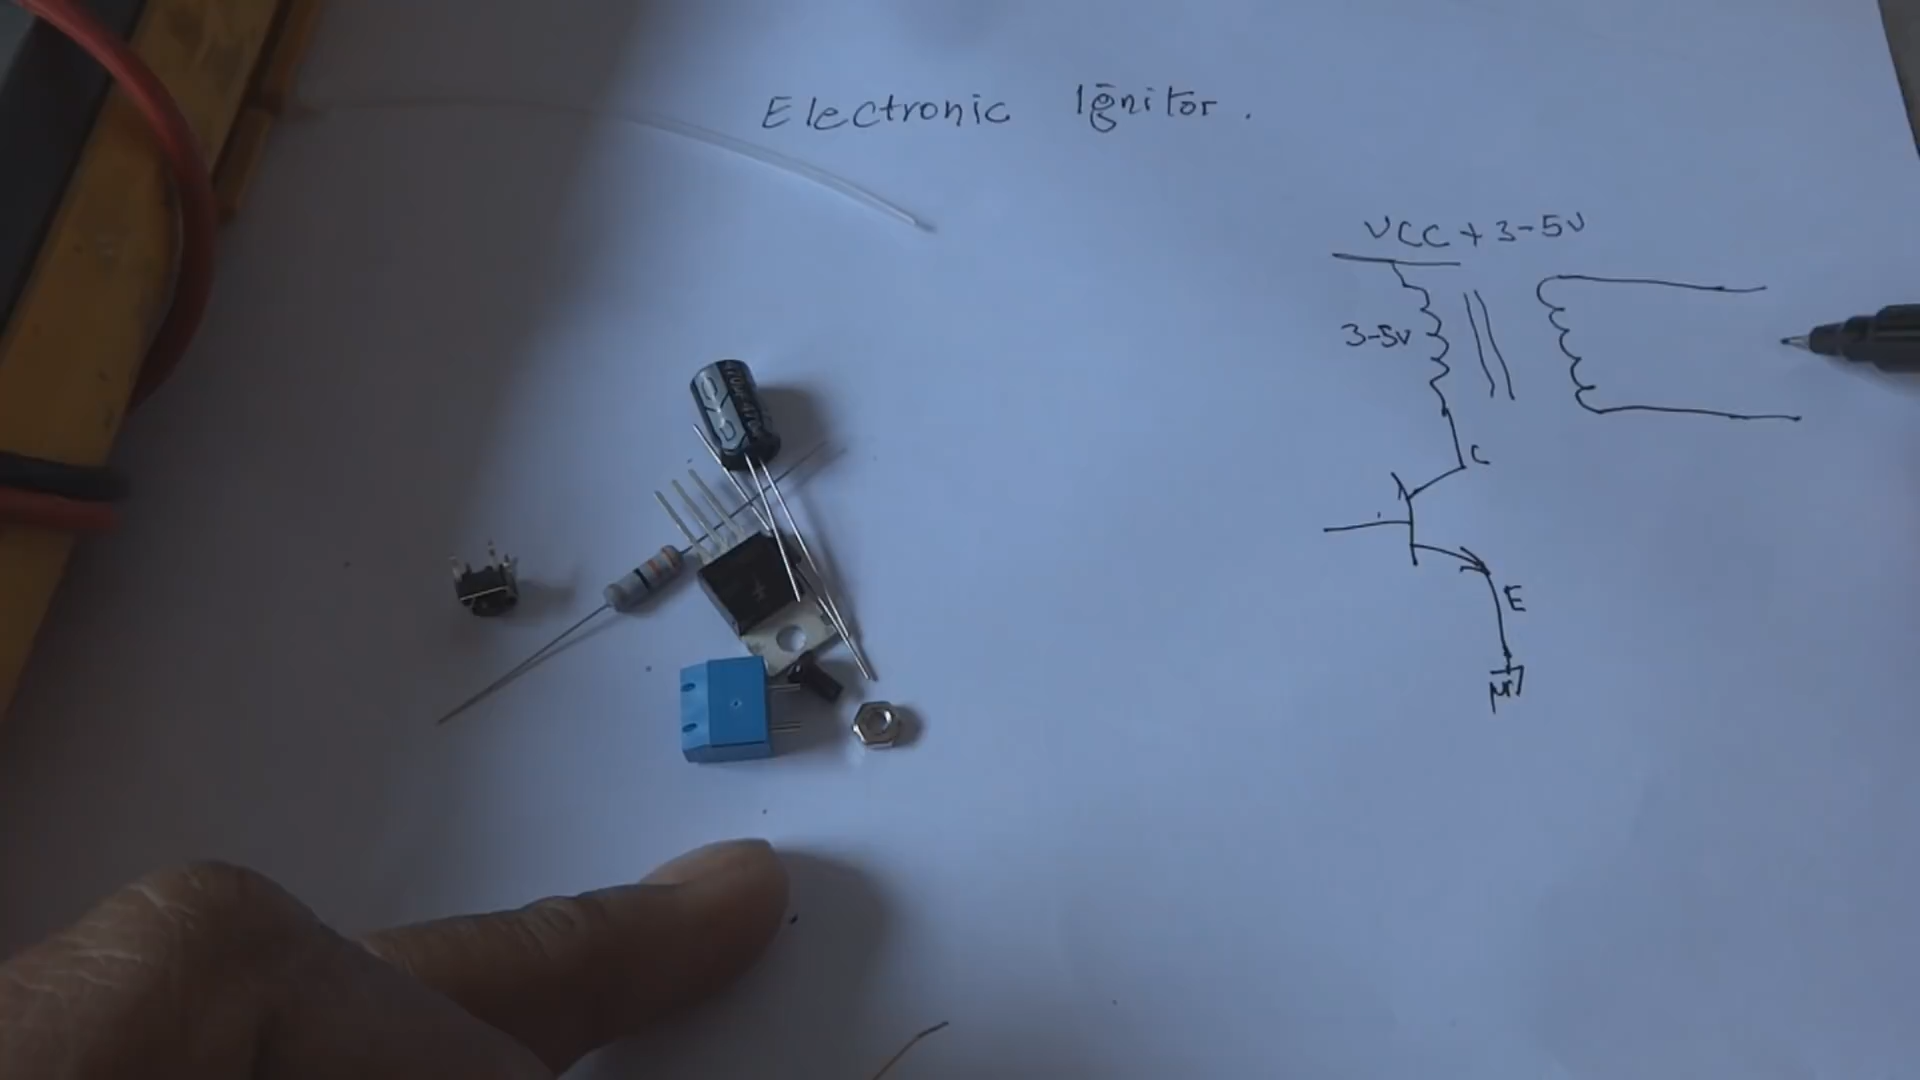 Electronic Ignitor.
VCC + 3-5V
3-5V
C
E